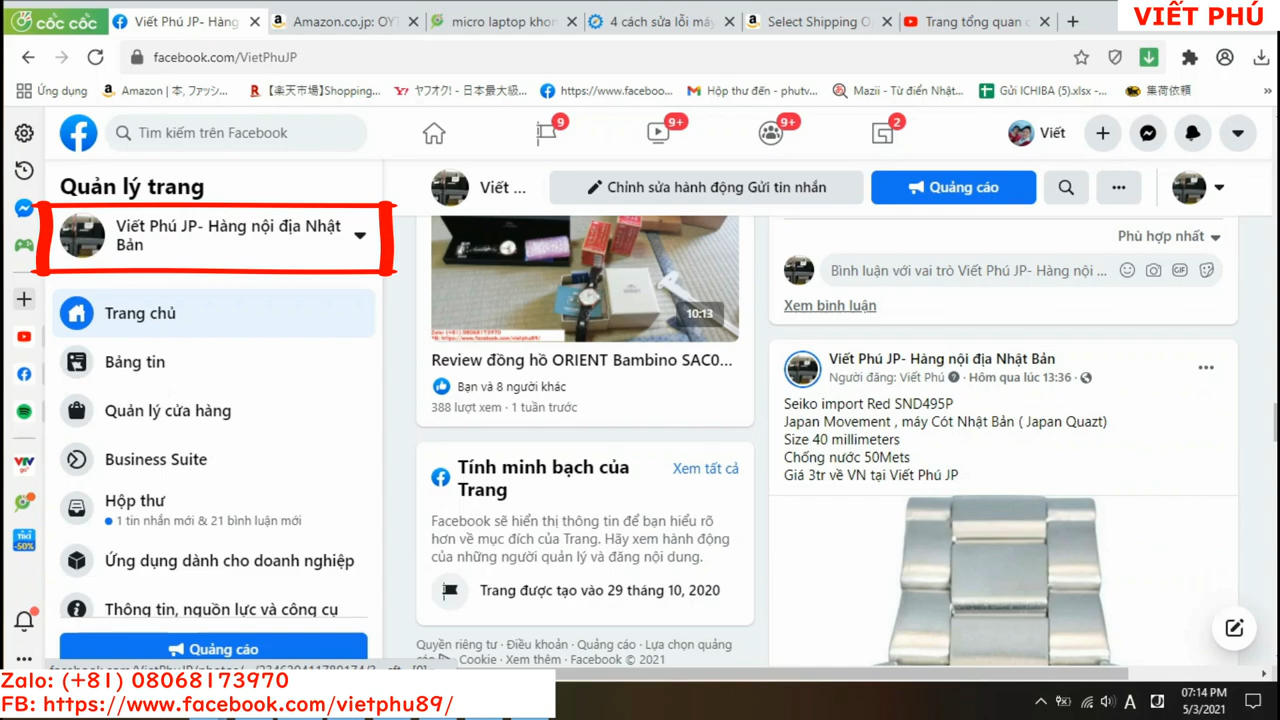 cốc cốc
Viết Phú JP- Hàng
Amazon.co.jp: OY
micro laptop khon
4 cách sửa lỗi máy
Select Shipping O
Trang tổng quan c
VIẾT PHÚ
facebook.com/VietPhuJP
Ứng dụng
Amazon | 本, ファッシ...
【楽天市場】Shopping...
ヤフオク! - 日本最大級...
https://www.faceboo...
Hộp thư đến - phutv...
Mazii - Từ điển Nhật...
Gửi ICHIBA (5).xlsx -...
集荷依頼
»
Tìm kiếm trên Facebook
9
9+
9+
2
Viết
Quản lý trang
Viết Phú JP- Hàng nội địa Nhật
Bản
Trang chủ
Bảng tin
Quản lý cửa hàng
Business Suite
Hộp thư
1 tin nhắn mới & 21 bình luận mới
Ứng dụng dành cho doanh nghiệp
Thông tin, nguồn lực và công cụ
Quảng cáo
Viết ...
Chỉnh sửa hành động Gửi tin nhắn
Quảng cáo
10:13
Review đồng hồ ORIENT Bambino SAC0...
Bạn và 8 người khác
388 lượt xem · 1 tuần trước
Tính minh bạch của
Trang
Xem tất cả
Facebook sẽ hiển thị thông tin để bạn hiểu rõ
hơn về mục đích của Trang. Hãy xem hành động
của những người quản lý và đăng nội dung.
Trang được tạo vào 29 tháng 10, 2020
Quyền riêng tư · Điều khoản · Quảng cáo · Lựa chọn quảng
cáo · Cookie · Xem thêm · Facebook © 2021
Phù hợp nhất
Bình luận với vai trò Viết Phú JP- Hàng nội ...
GIF
Xem bình luận
Viết Phú JP- Hàng nội địa Nhật Bản
Người đăng: Viết Phú · Hôm qua lúc 13:36 ·
Seiko import Red SND495P
Japan Movement , máy Cót Nhật Bản ( Japan Quazt)
Size 40 millimeters
Chống nước 50Mets
Giá 3tr về VN tại Viết Phú JP
Zalo: (+81) 08068173970
FB: https://www.facebook.com/vietphu89/
A
07:14 PM
5/3/2021